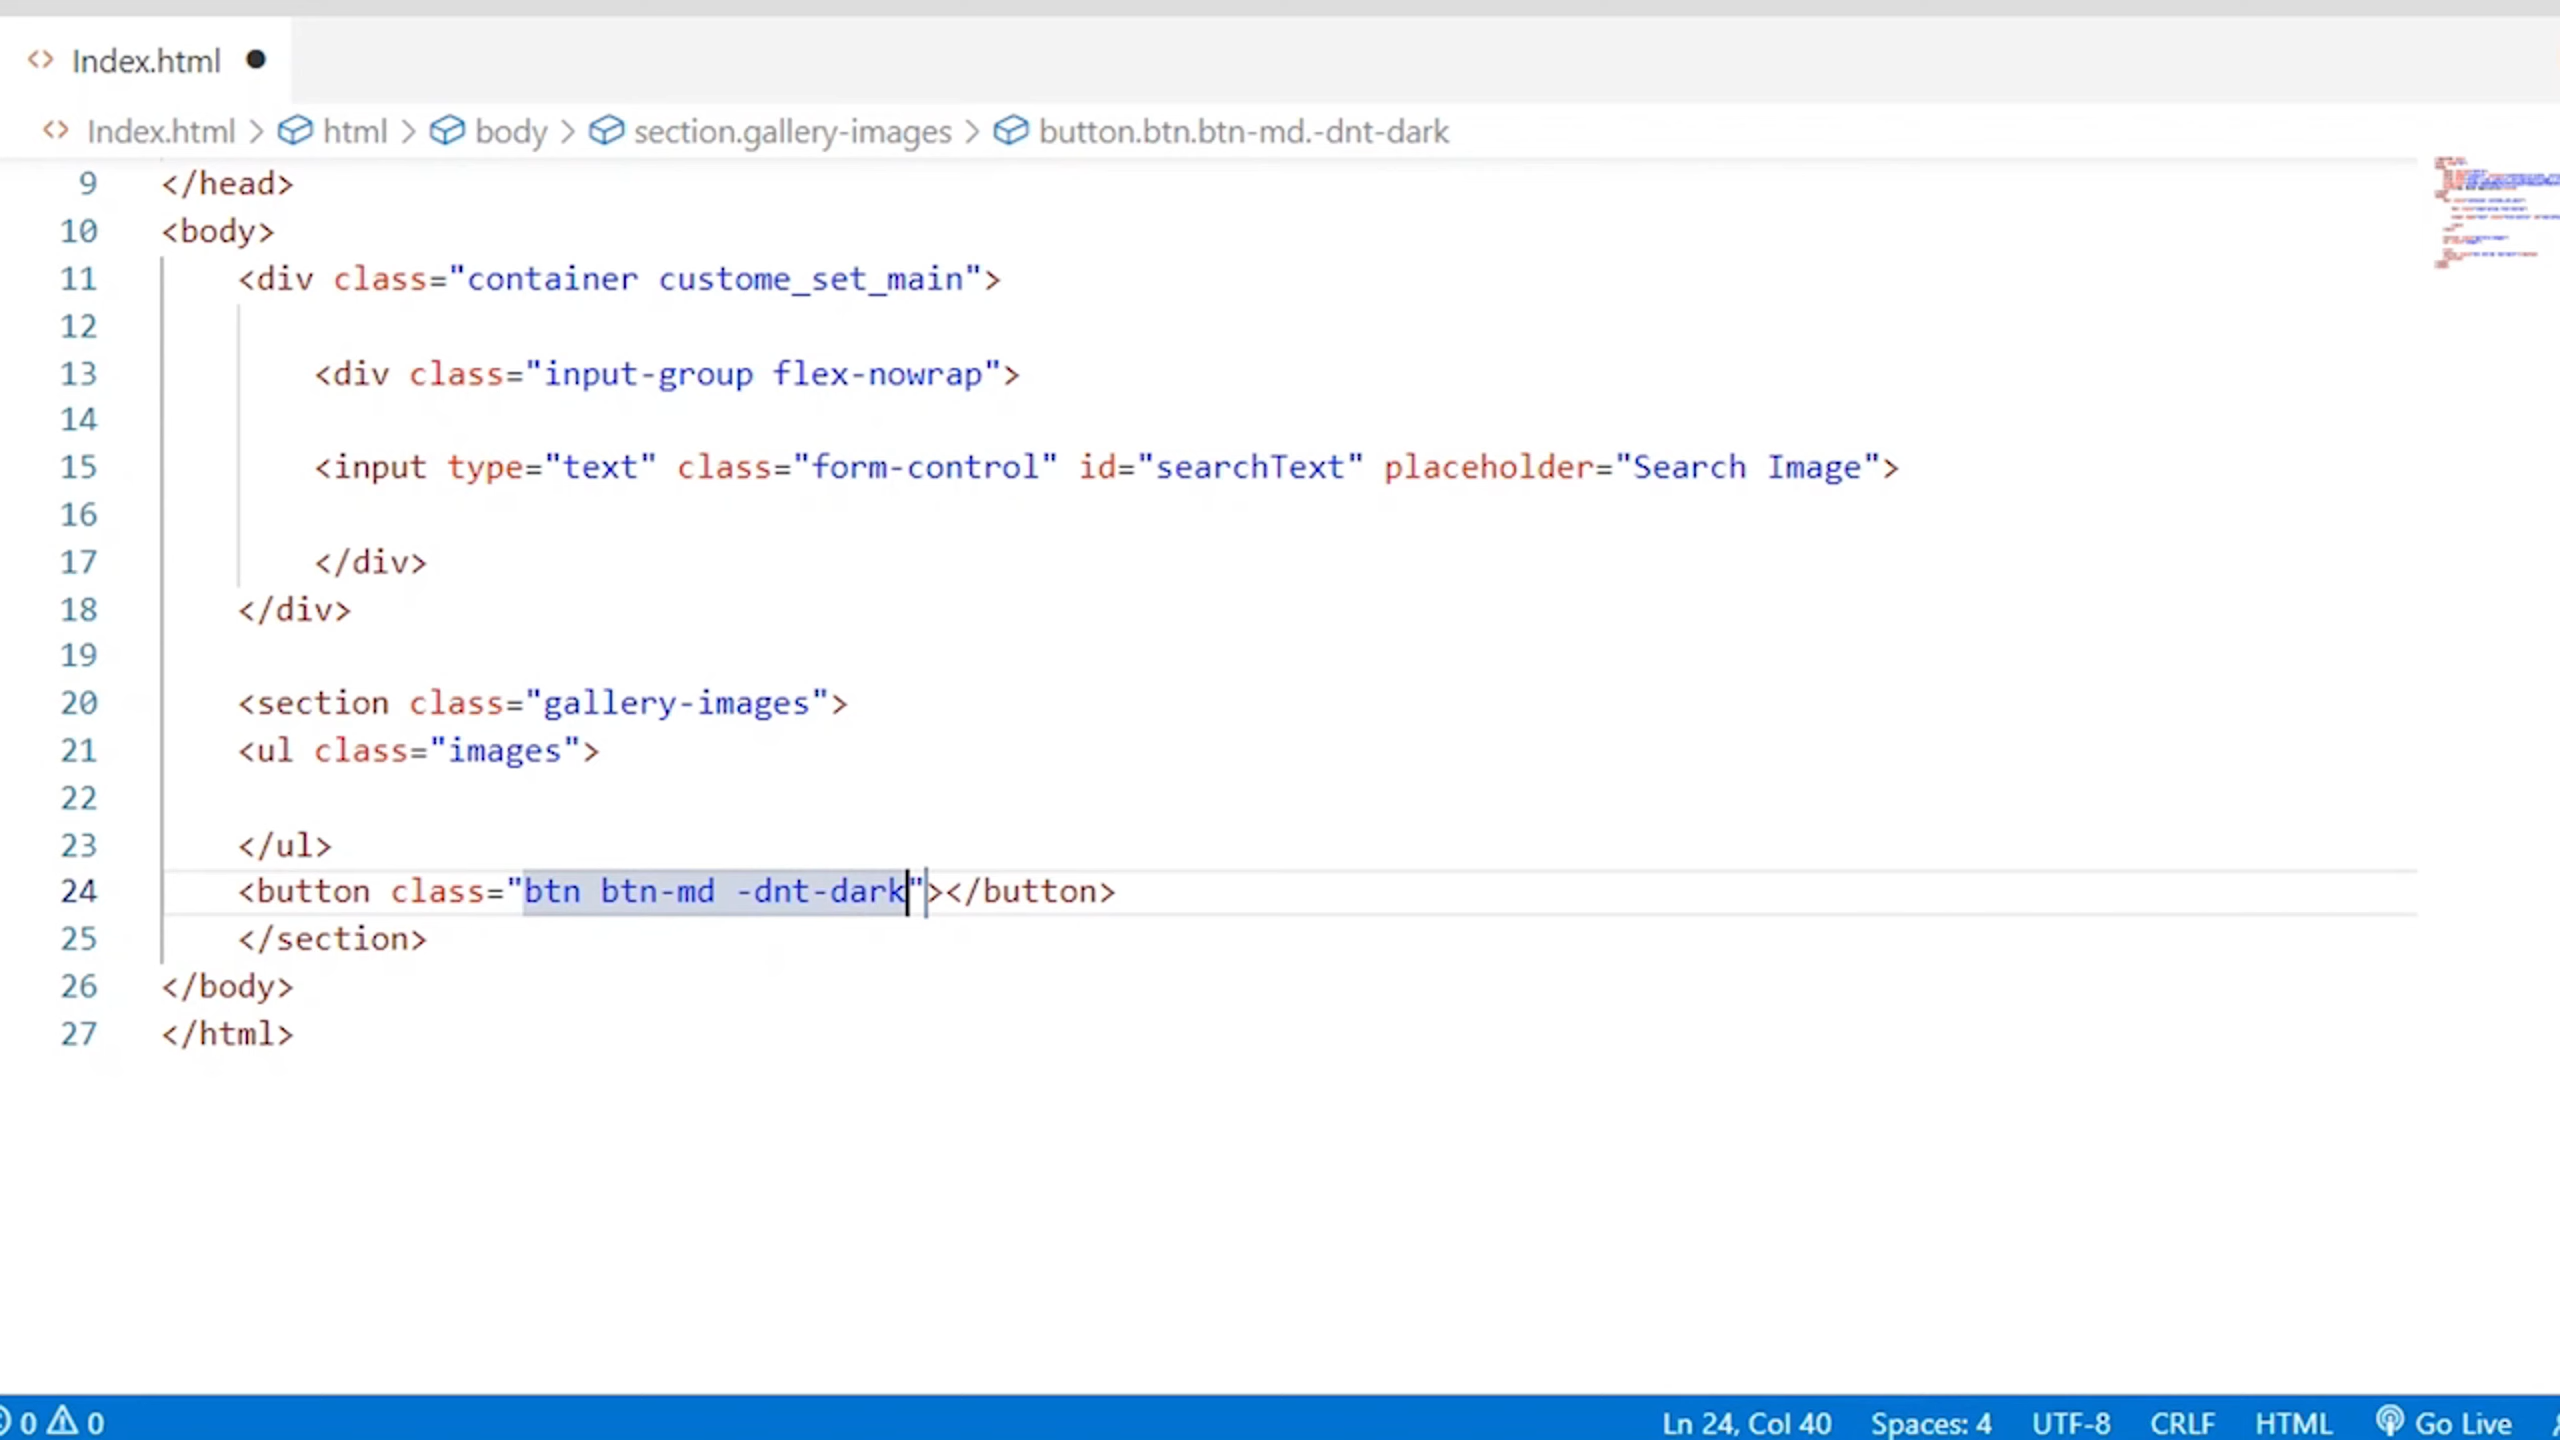 Index.html
Index.html > html > body > section.gallery-images > button.btn.btn-md.-dnt-dark
9 </head>
10 <body>
11 <div class="container custome_set_main">
12
13 <div class="input-group flex-nowrap">
14
15 <input type="text" class="form-control" id="searchText" placeholder="Search Image">
16
17 </div>
18 </div>
19
20 <section class="gallery-images">
21 <ul class="images">
22
23 </ul>
24 <button class="btn btn-md -dnt-dark"></button>
25 </section>
26 </body>
27 </html>
0 0 Ln 24, Col 40 Spaces: 4 UTF-8 CRLF HTML Go Live